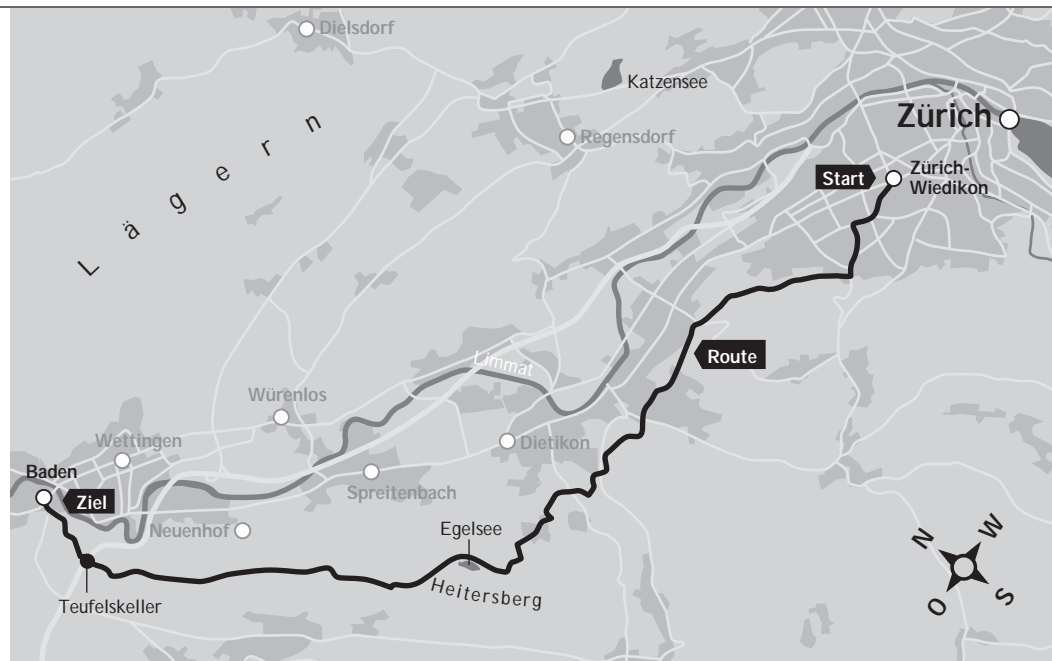 Dielsdorf
Katzensee
Zürich
Regensdorf
Lägern
Start
Zürich-
Wiedikon
Route
Limmat
Würenlos
Wettingen
Dietikon
Baden
Ziel
Spreitenbach
Neuenhof
Egelsee
N
W
Heitersberg
Teufelskeller
O
S